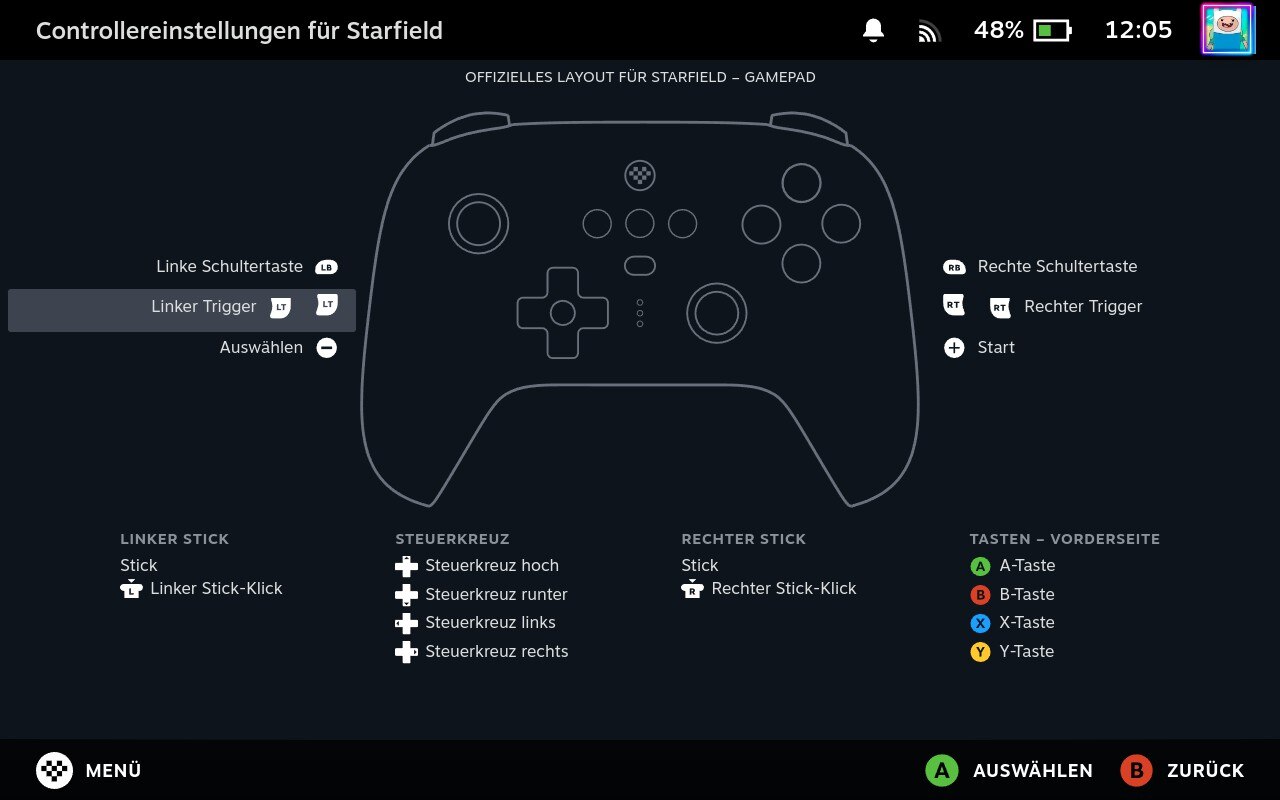 Controllereinstellungen für Starfield
48%
12:05
OFFIZIELLES LAYOUT FÜR STARFIELD – GAMEPAD
Linke Schultertaste LB
Linker Trigger LT LT
Auswählen
RB Rechte Schultertaste
RT RT Rechter Trigger
Start
LINKER STICK
Stick
L Linker Stick-Klick
STEUERKREUZ
Steuerkreuz hoch
Steuerkreuz runter
Steuerkreuz links
Steuerkreuz rechts
RECHTER STICK
Stick
R Rechter Stick-Klick
TASTEN – VORDERSEITE
A A-Taste
B B-Taste
X X-Taste
Y Y-Taste
MENÜ
A AUSWÄHLEN
B ZURÜCK